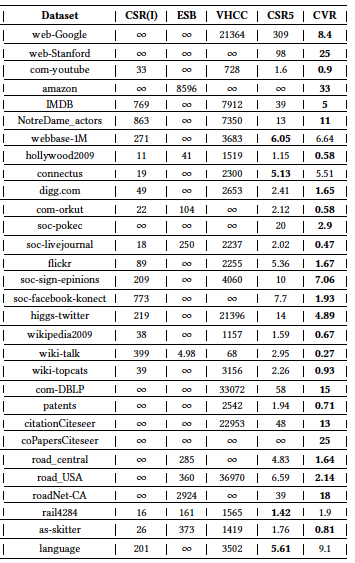 Dataset | CSR(I) | ESB | VHCC | CSR5 | CVR
web-Google | ∞ | ∞ | 21364 | 309 | 8.4
web-Stanford | ∞ | ∞ | ∞ | 98 | 25
com-youtube | 33 | ∞ | 728 | 1.6 | 0.9
amazon | ∞ | 8596 | ∞ | ∞ | 33
IMDB | 769 | ∞ | 7912 | 39 | 5
NotreDame_actors | 863 | ∞ | 7350 | 13 | 11
webbase-1M | 271 | ∞ | 3683 | 6.05 | 6.64
hollywood2009 | 11 | 41 | 1519 | 1.15 | 0.58
connectus | 19 | ∞ | 2300 | 5.13 | 5.51
digg.com | 49 | ∞ | 2653 | 2.41 | 1.65
com-orkut | 22 | 104 | ∞ | 2.12 | 0.58
soc-pokec | ∞ | ∞ | ∞ | 20 | 2.9
soc-livejournal | 18 | 250 | 2237 | 2.02 | 0.47
flickr | 89 | ∞ | 2255 | 5.36 | 1.67
soc-sign-epinions | 209 | ∞ | 4060 | 10 | 7.06
soc-facebook-konect | 773 | ∞ | ∞ | 7.7 | 1.93
higgs-twitter | 219 | ∞ | 21396 | 14 | 4.89
wikipedia2009 | 38 | ∞ | 1157 | 1.59 | 0.67
wiki-talk | 399 | 4.98 | 68 | 2.95 | 0.27
wiki-topcats | 39 | ∞ | 3156 | 2.26 | 0.93
com-DBLP | ∞ | ∞ | 33072 | 58 | 15
patents | ∞ | ∞ | 2542 | 1.94 | 0.71
citationCiteseer | ∞ | ∞ | 22953 | 48 | 13
coPapersCiteseer | ∞ | ∞ | ∞ | ∞ | 25
road_central | ∞ | 285 | ∞ | 4.83 | 1.64
road_USA | ∞ | 360 | 36970 | 6.59 | 2.14
roadNet-CA | ∞ | 2924 | ∞ | 39 | 18
rail4284 | 16 | 161 | 1565 | 1.42 | 1.9
as-skitter | 26 | 373 | 1419 | 1.76 | 0.81
language | 201 | ∞ | 3502 | 5.61 | 9.1